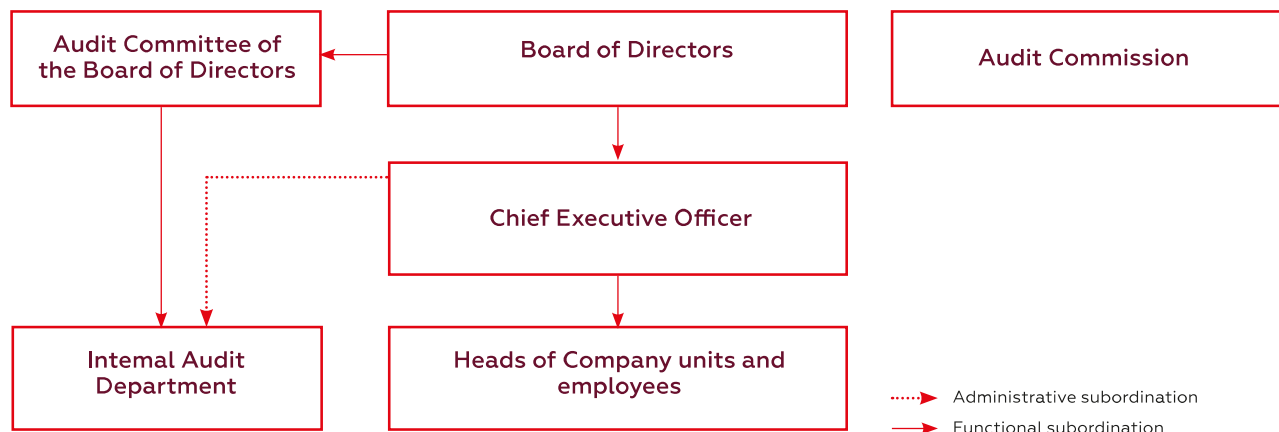 Audit Committee of
the Board of Directors
Board of Directors
Audit Commission
Chief Executive Officer
Internal Audit
Department
Heads of Company units and
employees
Administrative subordination
Functional subordination